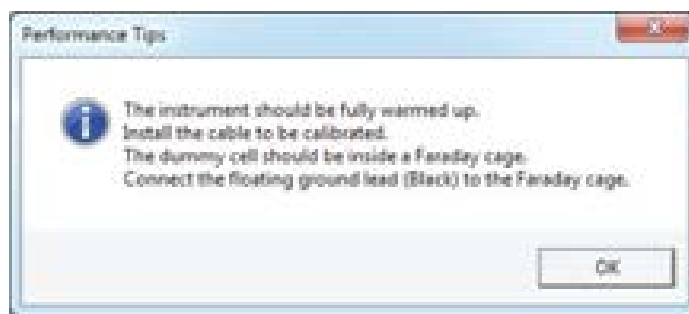 Performance Tips
The instrument should be fully warmed up.
Install the cable to be calibrated.
The dummy cell should be inside a Faraday cage.
Connect the floating ground lead (Black) to the Faraday cage.
OK